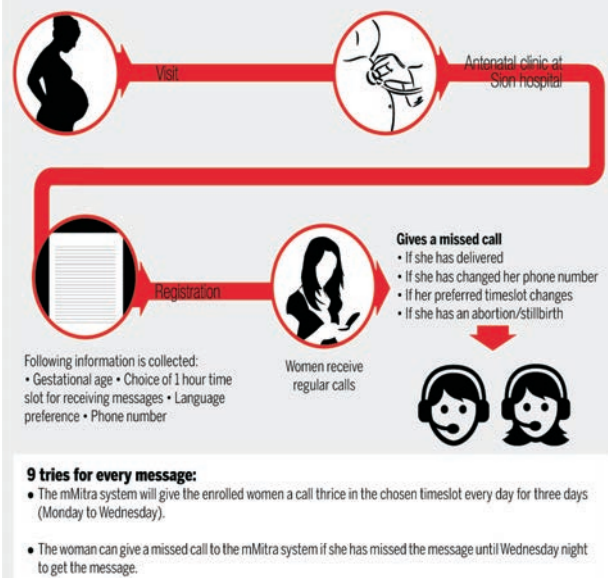 Visit
Antenatal clinic at
Sion hospital
Registration
Following information is collected:
• Gestational age • Choice of 1 hour time
slot for receiving messages • Language
preference • Phone number
Women receive
regular calls
Gives a missed call
• If she has delivered
• If she has changed her phone number
• If her preferred timeslot changes
• If she has an abortion/stillbirth
9 tries for every message:
• The mMitra system will give the enrolled women a call thrice in the chosen timeslot every day for three days
(Monday to Wednesday).
• The woman can give a missed call to the mMitra system if she has missed the message until Wednesday night
to get the message.